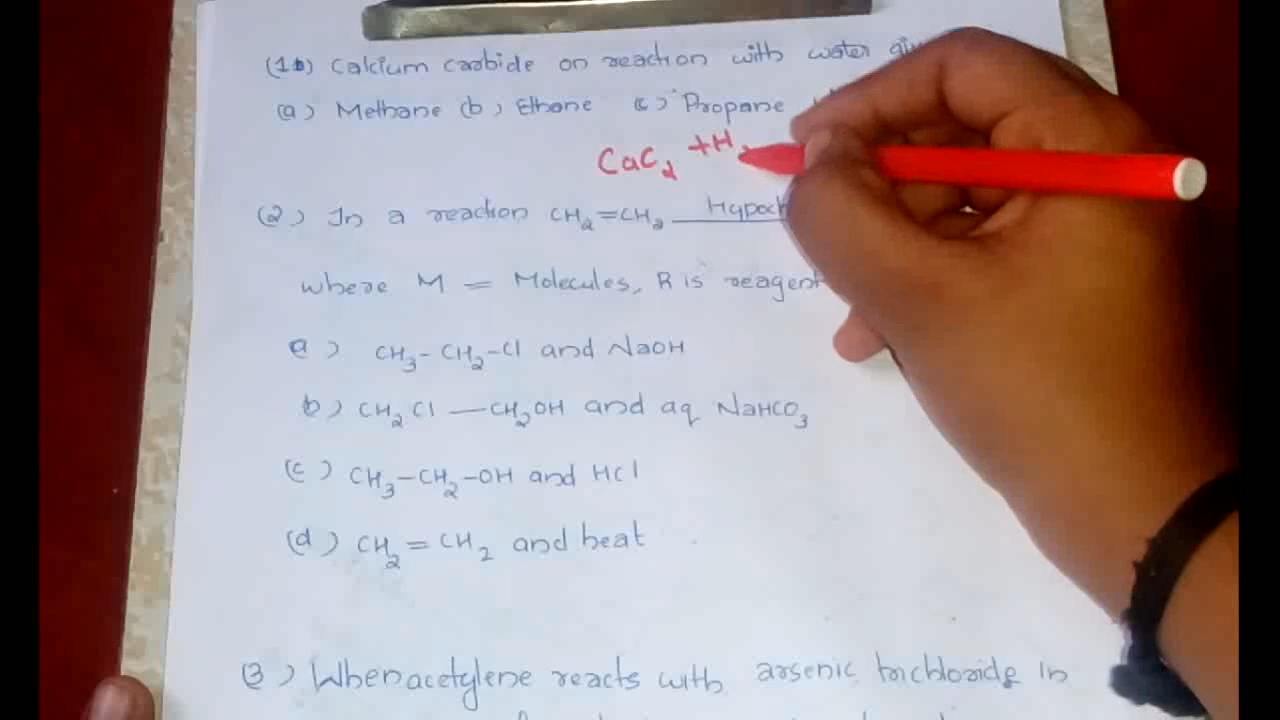 (1) Calcium carbide on reaction with water
(a) Methane (b) Ethane (c) Propane
CaC2 + H
(2) In a reaction CH2=CH2
where M = Molecules, R is reagent
a) CH3-CH2-Cl and NaOH
b) CH2Cl — CH2OH and aq NaHCO3
(c) CH3-CH2-OH and HCl
(d) CH2=CH2 and heat
(3) When acetylene reacts with arsenic trichloride in